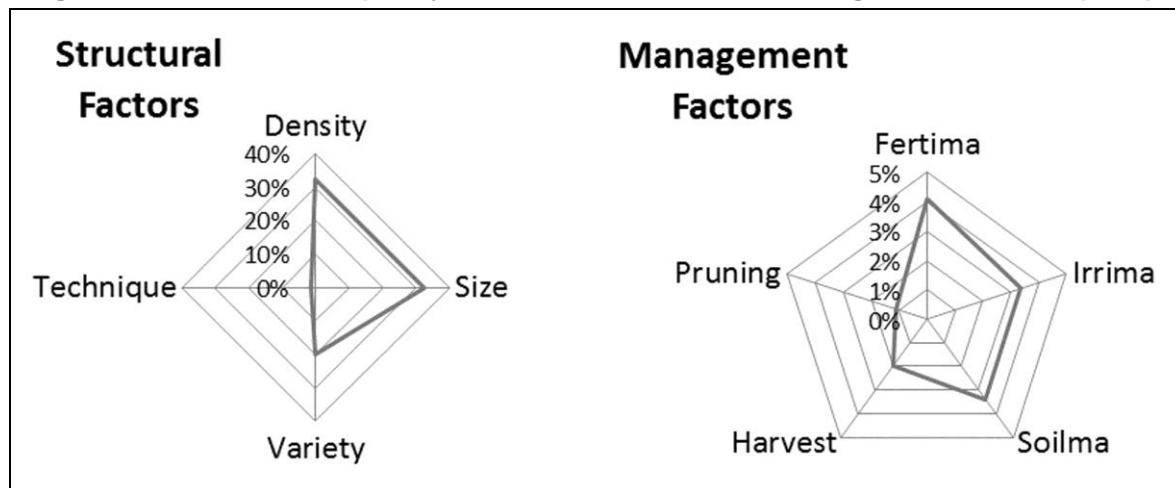 Structural
Factors
Density
40%
30%
20%
10%
0%
Technique
Size
Variety
Management
Factors
Fertima
5%
4%
3%
2%
1%
0%
Pruning
Irrima
Harvest
Soilma